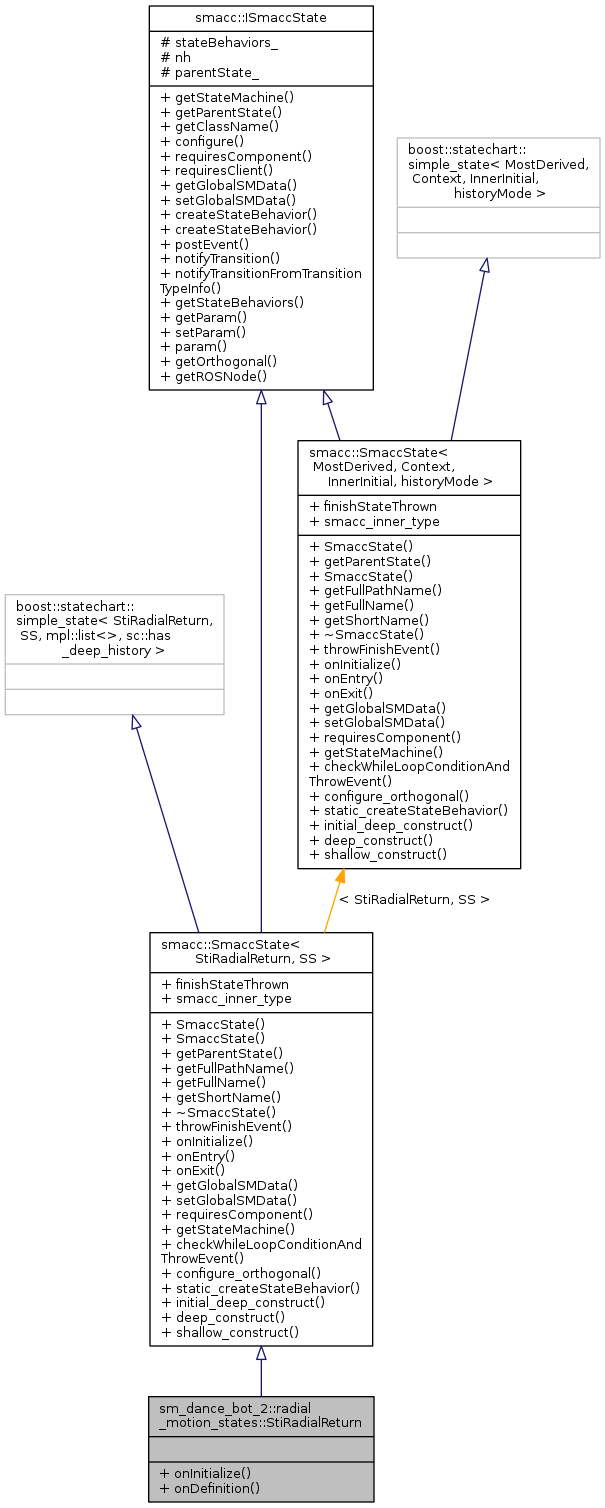 smacc::ISmaccState
# stateBehaviors_
# nh
# parentState_
+ getStateMachine()
+ getParentState()
+ getClassName()
+ configure()
+ requiresComponent()
+ requiresClient()
+ getGlobalSMData()
+ setGlobalSMData()
+ createStateBehavior()
+ createStateBehavior()
+ postEvent()
+ notifyTransition()
+ notifyTransitionFromTransition
TypeInfo()
+ getStateBehaviors()
+ getParam()
+ setParam()
+ param()
+ getOrthogonal()
+ getROSNode()
boost::statechart::
simple_state< MostDerived,
Context, InnerInitial,
historyMode >
smacc::SmaccState<
MostDerived, Context,
InnerInitial, historyMode >
+ finishStateThrown
+ smacc_inner_type
+ SmaccState()
+ getParentState()
+ SmaccState()
+ getFullPathName()
+ getFullName()
+ getShortName()
+ ~SmaccState()
+ throwFinishEvent()
+ onInitialize()
+ onEntry()
+ onExit()
+ getGlobalSMData()
+ setGlobalSMData()
+ requiresComponent()
+ getStateMachine()
+ checkWhileLoopConditionAnd
ThrowEvent()
+ configure_orthogonal()
+ static_createStateBehavior()
+ initial_deep_construct()
+ deep_construct()
+ shallow_construct()
boost::statechart::
simple_state< StiRadialReturn,
SS, mpl::list<>, sc::has
_deep_history >
< StiRadialReturn, SS >
smacc::SmaccState<
StiRadialReturn, SS >
+ finishStateThrown
+ smacc_inner_type
+ SmaccState()
+ SmaccState()
+ getParentState()
+ getFullPathName()
+ getFullName()
+ getShortName()
+ ~SmaccState()
+ throwFinishEvent()
+ onInitialize()
+ onEntry()
+ onExit()
+ getGlobalSMData()
+ setGlobalSMData()
+ requiresComponent()
+ getStateMachine()
+ checkWhileLoopConditionAnd
ThrowEvent()
+ configure_orthogonal()
+ static_createStateBehavior()
+ initial_deep_construct()
+ deep_construct()
+ shallow_construct()
sm_dance_bot_2::radial
_motion_states::StiRadialReturn
+ onInitialize()
+ onDefinition()